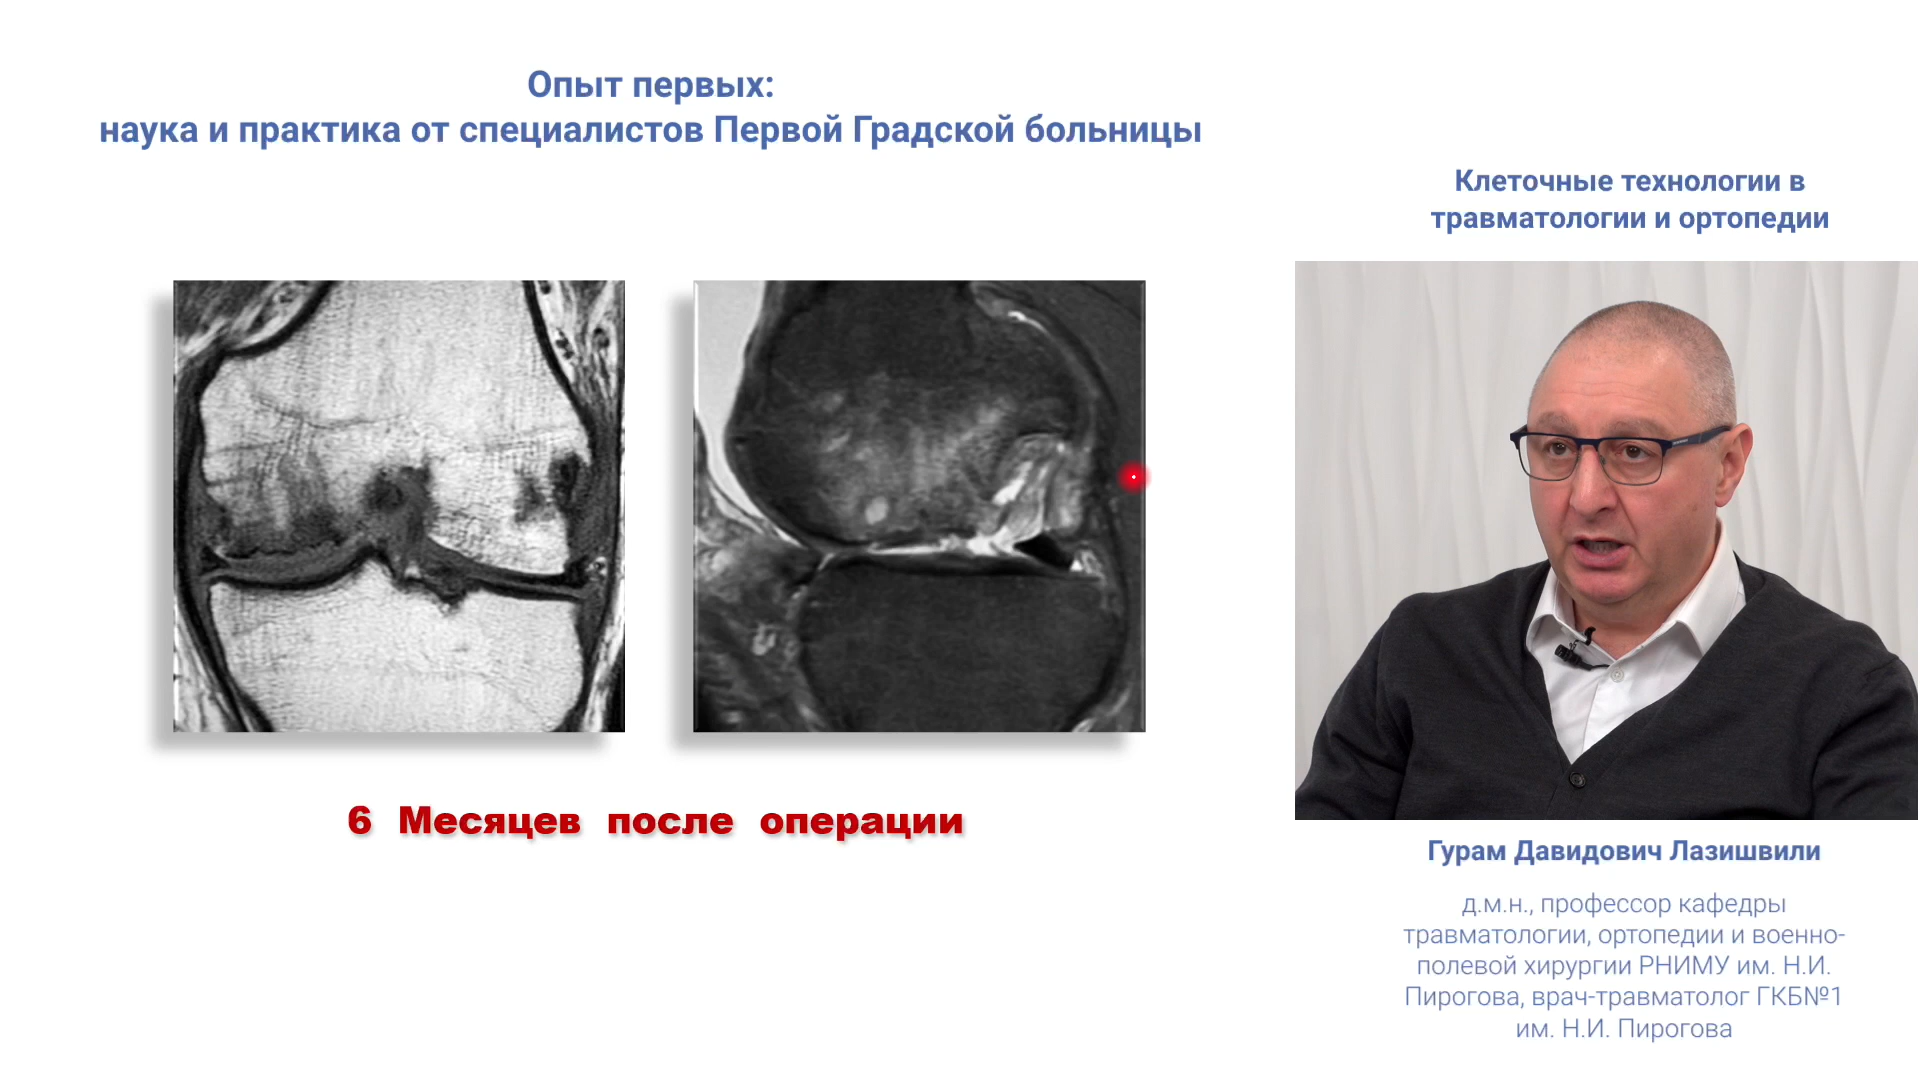 Опыт первых:
наука и практика от специалистов Первой Градской больницы
Клеточные технологии в
травматологии и ортопедии
6 Месяцев после операции
Гурам Давидович Лазишвили
д.м.н., профессор кафедры
травматологии, ортопедии и военно-
полевой хирургии РНИМУ им. Н.И.
Пирогова, врач-травматолог ГКБ№1
им. Н.И. Пирогова